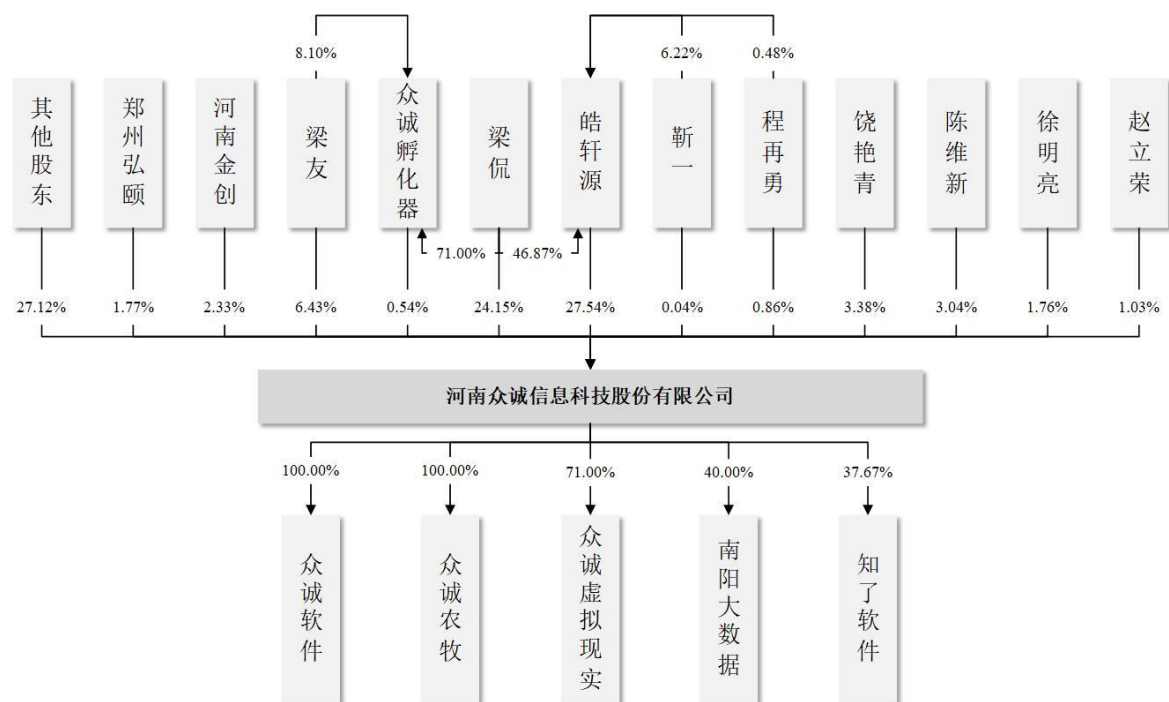 8.10%
6.22%
0.48%
其他股东
郑州弘颐
河南金创
梁友
众诚孵化器
梁侃
皓轩源
靳一
程再勇
饶艳青
陈维新
徐明亮
赵立荣
71.00%
46.87%
27.12%
1.77%
2.33%
6.43%
0.54%
24.15%
27.54%
0.04%
0.86%
3.38%
3.04%
1.76%
1.03%
河南众诚信息科技股份有限公司
100.00%
100.00%
71.00%
40.00%
37.67%
众诚软件
众诚农牧
众诚虚拟现实
南阳大数据
知了软件